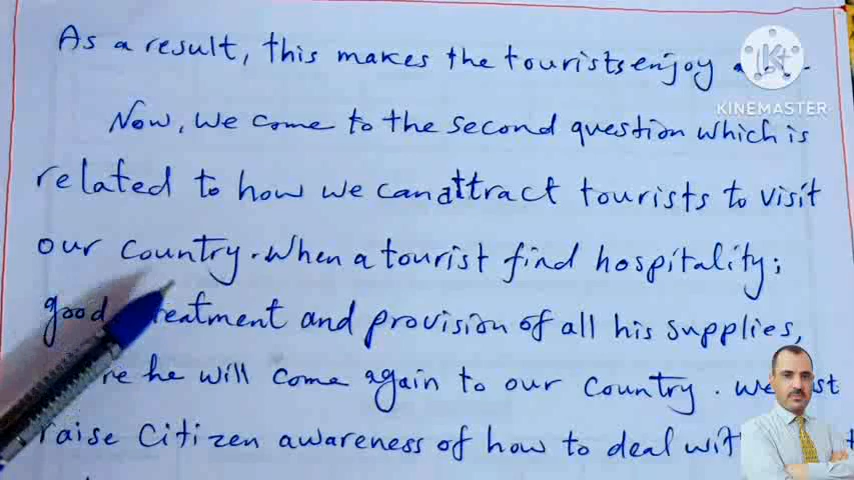 As a result, this makes the tourists enjoy a
KINEMASTER
Now, we come to the second question which is
related to how we can attract tourists to visit
our country. When a tourist find hospitality;
good treatment and provision of all his supplies,
he will come again to our country. we
raise citizen awareness of how to deal with